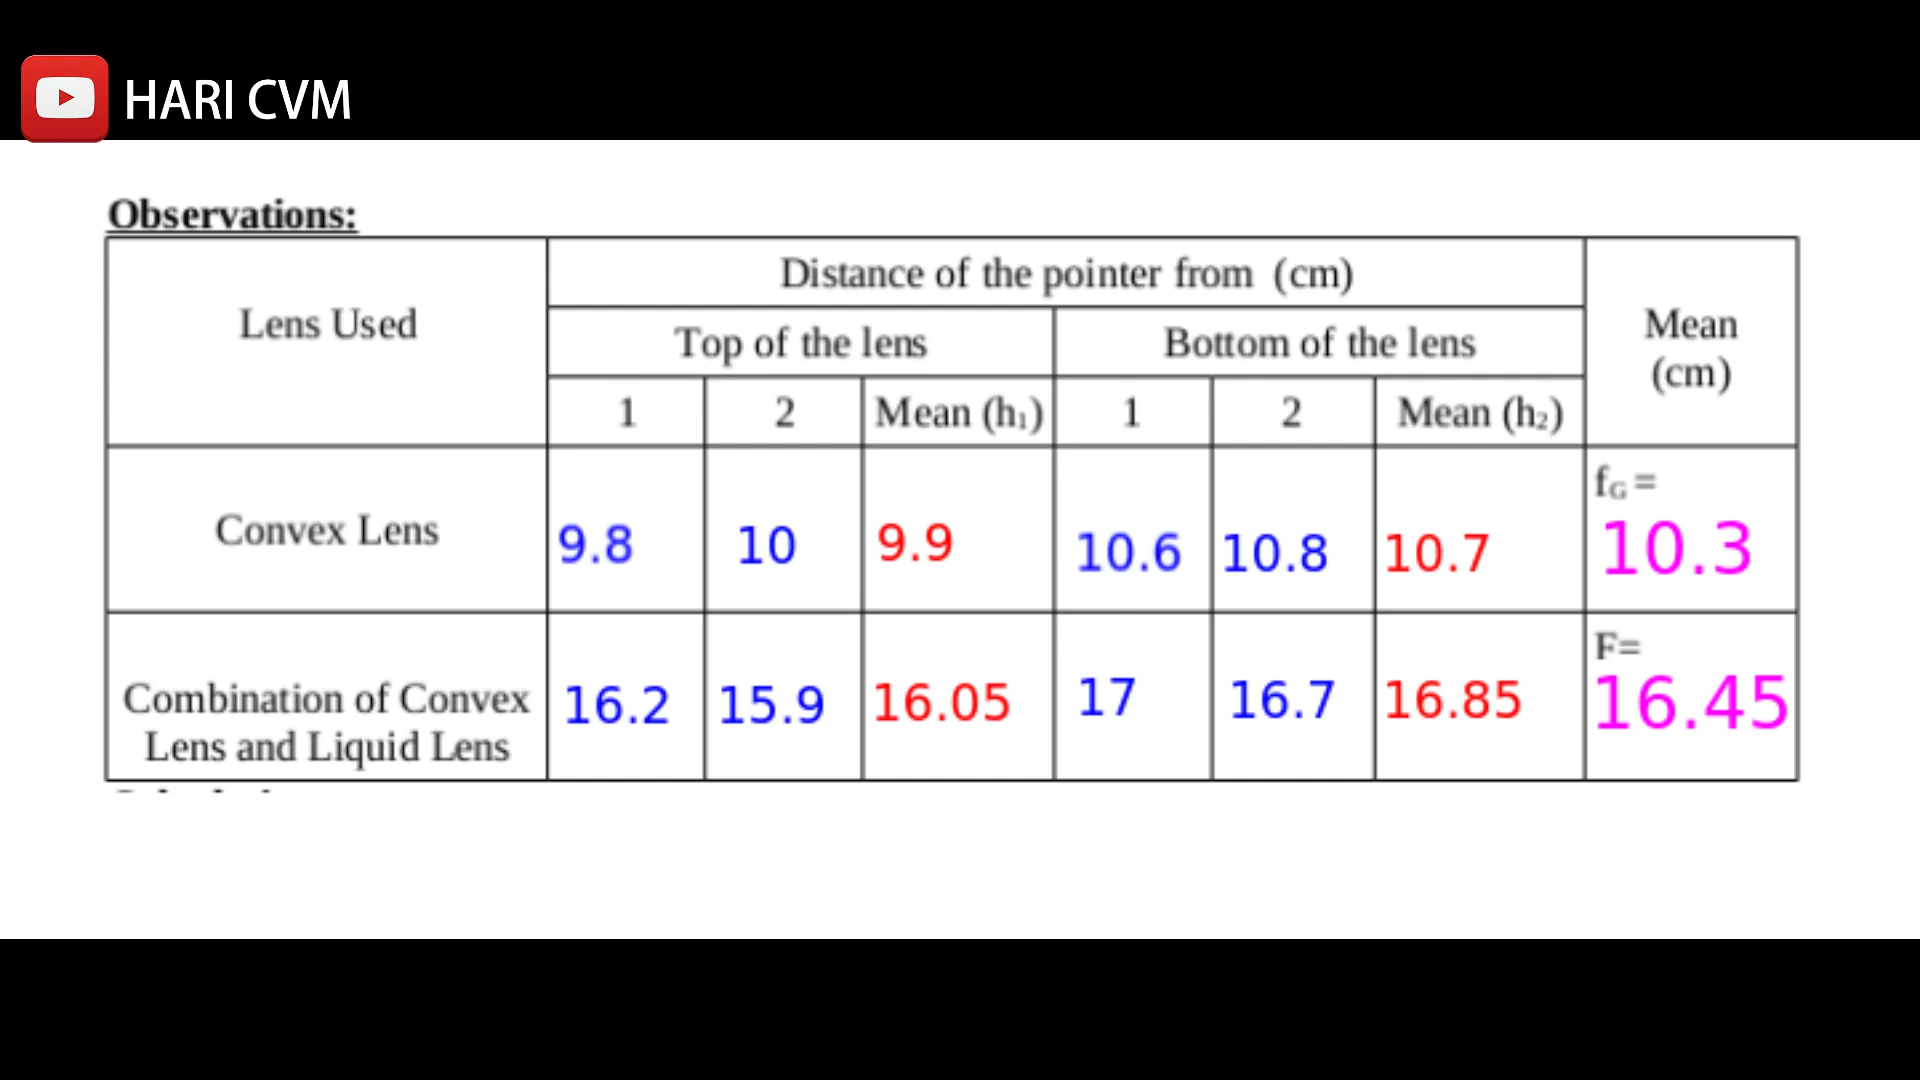 HARI CVM
Observations:
Lens Used
Distance of the pointer from (cm)
Mean
(cm)
Top of the lens
Bottom of the lens
1
2
Mean (h₁)
1
2
Mean (h₂)
Convex Lens
9.8
10
9.9
10.6
10.8
10.7
fG =
10.3
Combination of Convex
Lens and Liquid Lens
16.2
15.9
16.05
17
16.7
16.85
F=
16.45